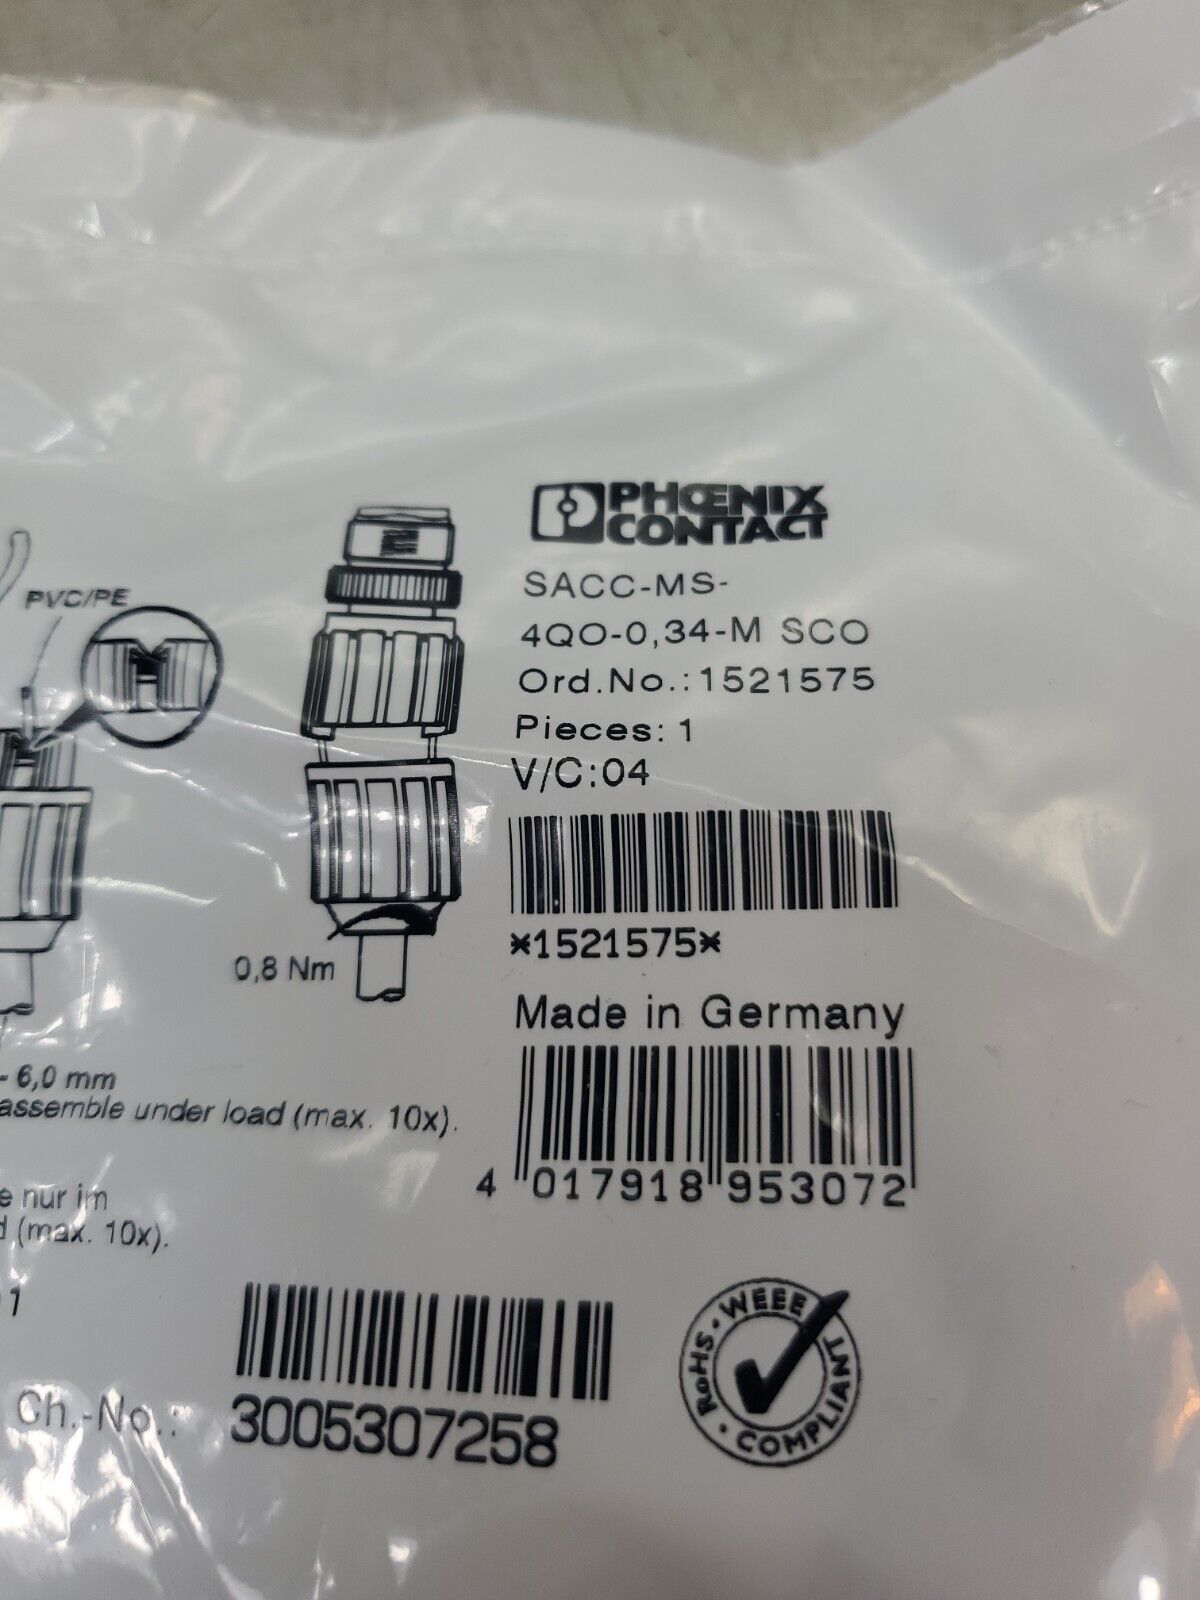 PHŒNIX
CONTACT
SACC-MS-
4QO-0,34-M SCO
Ord.No.:1521575
Pieces: 1
V/C:04
*1521575*
Made in Germany
4 017918 953072
PVC/PE
0,8 Nm
- 6,0 mm
assemble under load (max. 10x).
e nur im
d (max. 10x).
1
Ch.-No.: 3005307258
RoHS · WEEE · COMPLIANT